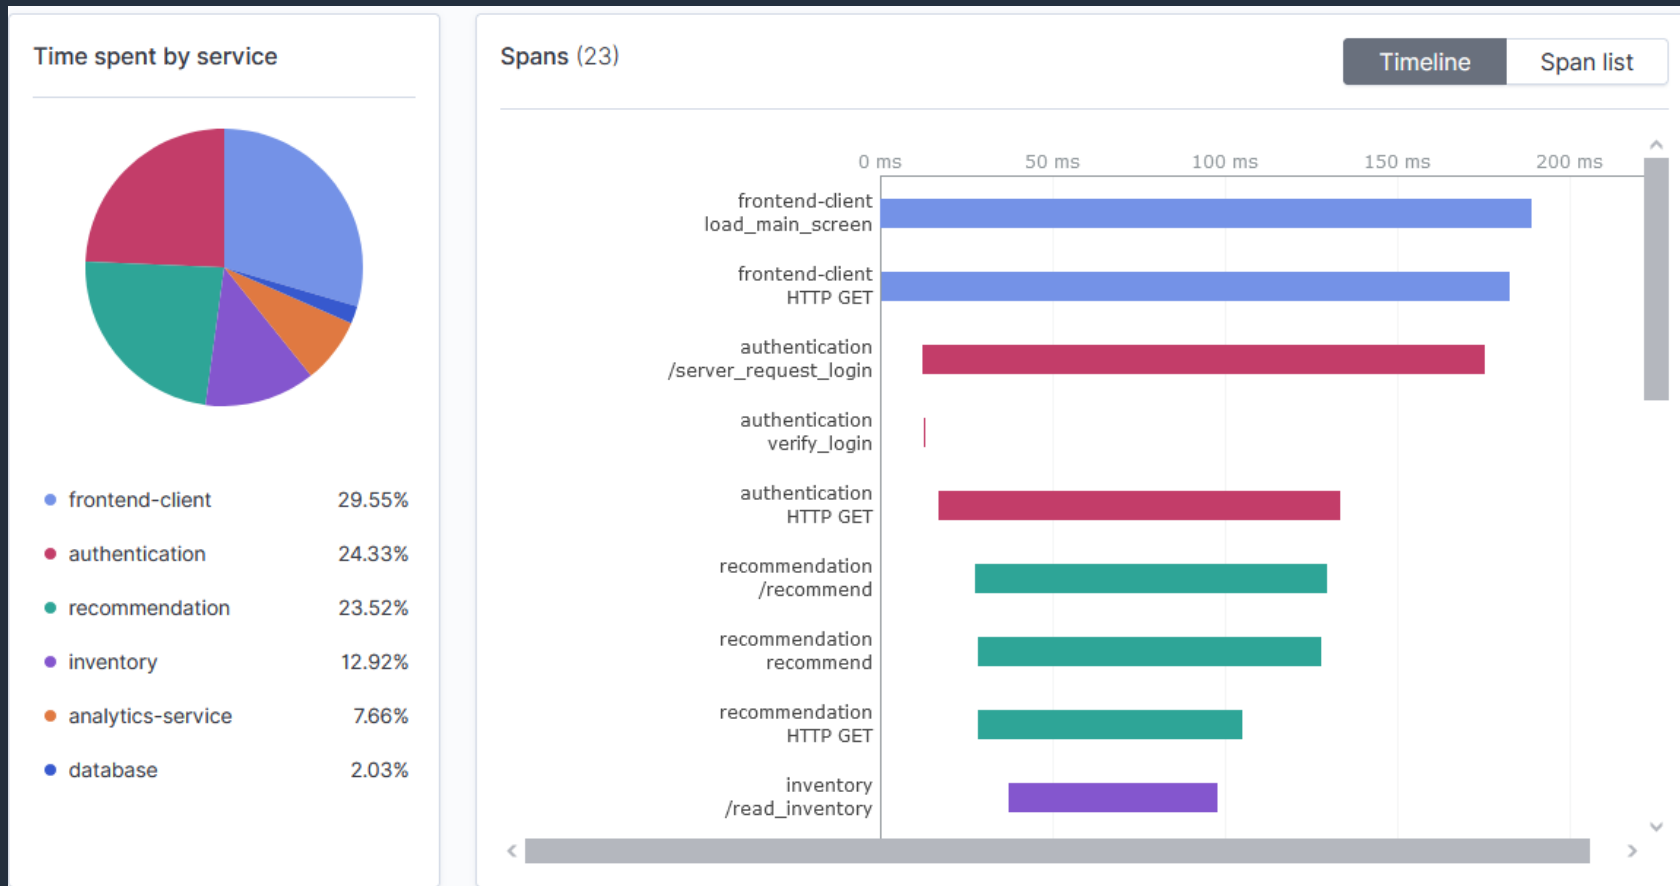 Time spent by service
frontend-client 29.55%
authentication 24.33%
recommendation 23.52%
inventory 12.92%
analytics-service 7.66%
database 2.03%
Spans (23)
Timeline
Span list
0 ms 50 ms 100 ms 150 ms 200 ms
frontend-client
load_main_screen
frontend-client
HTTP GET
authentication
/server_request_login
authentication
verify_login
authentication
HTTP GET
recommendation
/recommend
recommendation
recommend
recommendation
HTTP GET
inventory
/read_inventory